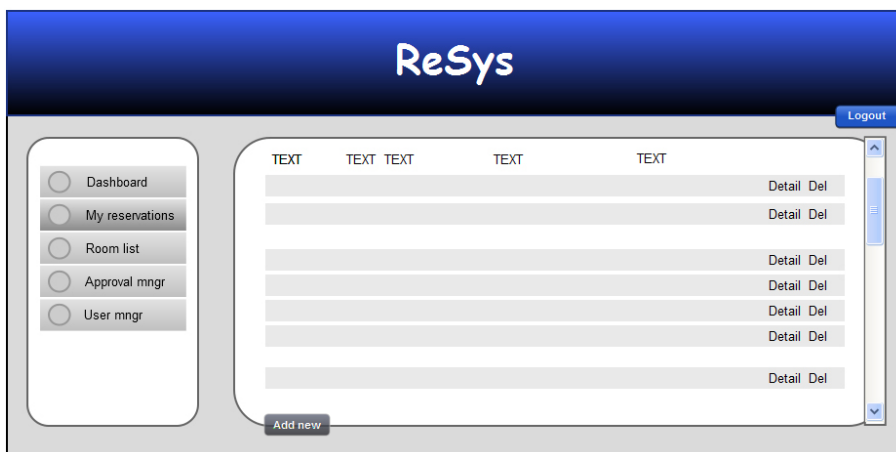 ReSys
Logout
Dashboard
My reservations
Room list
Approval mngr
User mngr
TEXT TEXT TEXT TEXT TEXT
Detail Del
Detail Del
Detail Del
Detail Del
Detail Del
Detail Del
Detail Del
Add new